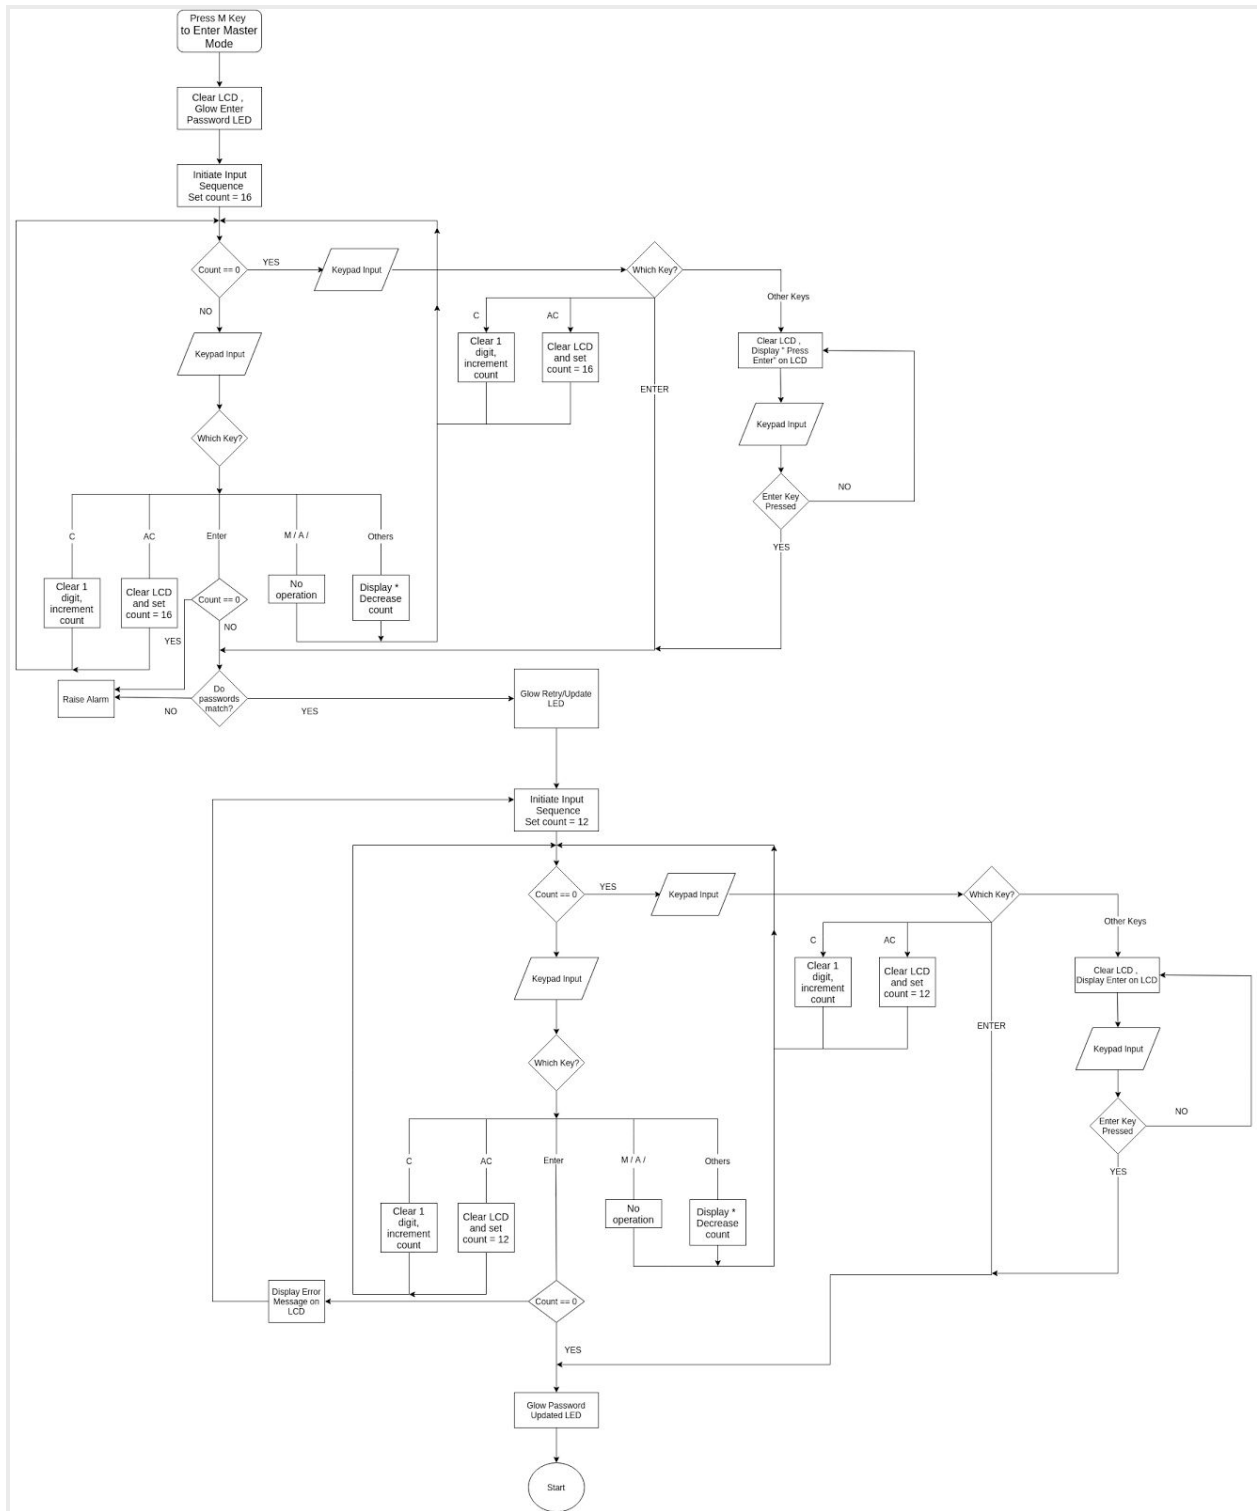 Press M Key
to Enter Master
Mode
Clear LCD ,
Glow Enter
Password LED
Initiate Input
Sequence
Set count = 16
Count == 0
YES
Keypad Input
Which Key?
Other Keys
NO
C
AC
Clear 1
digit,
increment
count
Clear LCD
and set
count = 16
ENTER
Clear LCD ,
Display " Press
Enter" on LCD
Keypad Input
Keypad Input
Which Key?
Enter Key
Pressed
NO
YES
C
AC
Enter
M / A /
Others
Clear 1
digit,
increment
count
Clear LCD
and set
count = 16
Count == 0
No
operation
Display *
Decrease
count
YES
NO
Raise Alarm
Do
passwords
match?
NO
YES
Glow Retry/Update
LED
Initiate Input
Sequence
Set count = 12
Count == 0
YES
Keypad Input
Which Key?
Other Keys
C
AC
Clear 1
digit,
increment
count
Clear LCD
and set
count = 12
ENTER
Clear LCD ,
Display Enter on LCD
Keypad Input
Keypad Input
Which Key?
Enter Key
Pressed
NO
YES
C
AC
Enter
M / A /
Others
Clear 1
digit,
increment
count
Clear LCD
and set
count = 12
No
operation
Display *
Decrease
count
Display Error
Message on
LCD
Count == 0
YES
Glow Password
Updated LED
Start